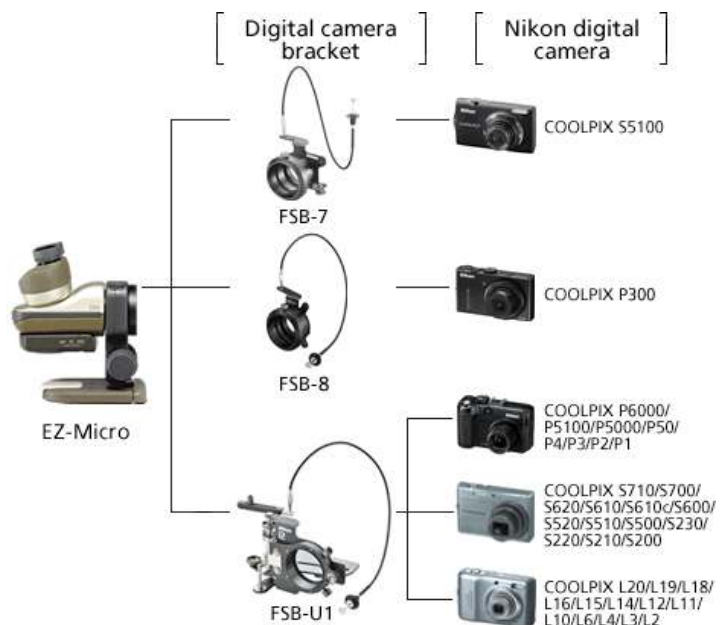 Digital camera
bracket
Nikon digital
camera
COOLPIX S5100
FSB-7
COOLPIX P300
FSB-8
EZ-Micro
COOLPIX P6000/
P5100/P5000/P50/
P4/P3/P2/P1
COOLPIX S710/S700/
S620/S610/S610c/S600/
S520/S510/S500/S230/
S220/S210/S200
FSB-U1
COOLPIX L20/L19/L18/
L16/L15/L14/L12/L11/
L10/L6/L4/L3/L2